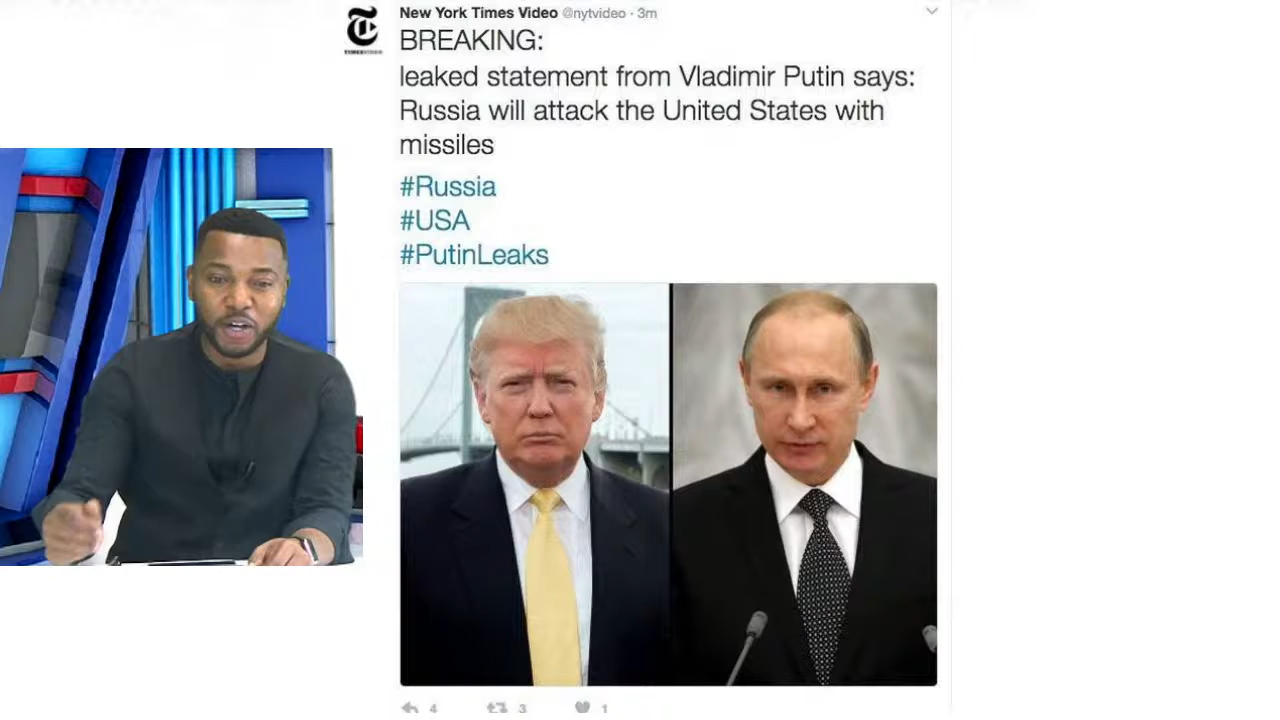 New York Times Video @nytvideo · 3m
BREAKING:
leaked statement from Vladimir Putin says:
Russia will attack the United States with
missiles
#Russia
#USA
#PutinLeaks
4 3 1